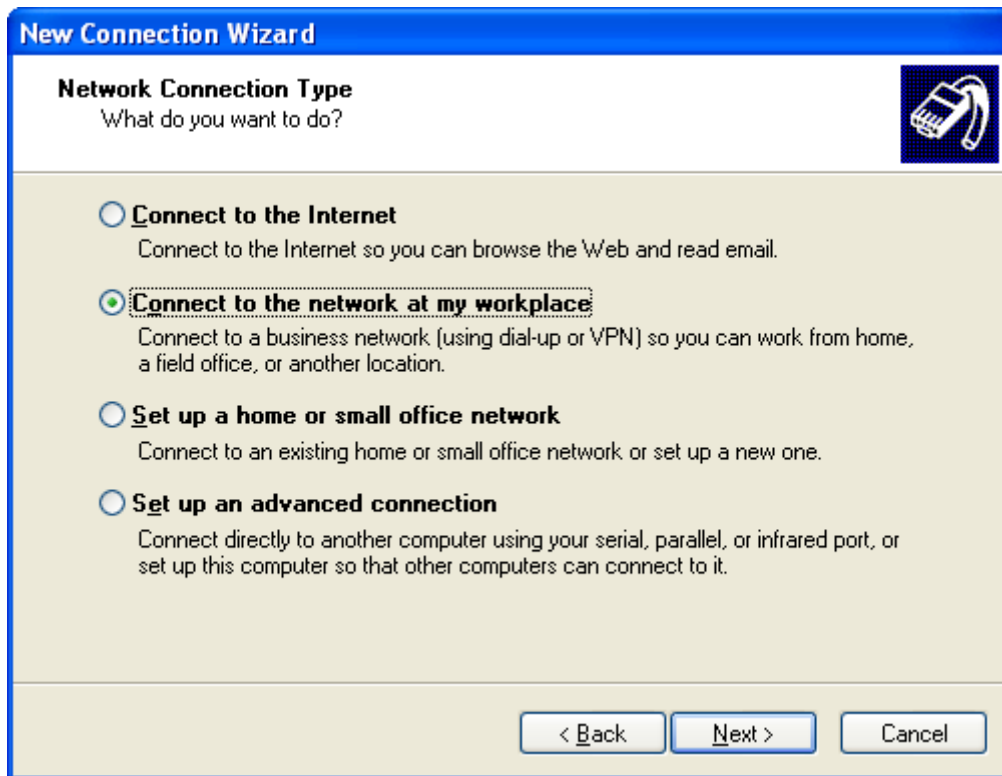 New Connection Wizard
Network Connection Type
What do you want to do?
Connect to the Internet
Connect to the Internet so you can browse the Web and read email.
Connect to the network at my workplace
Connect to a business network (using dial-up or VPN) so you can work from home,
a field office, or another location.
Set up a home or small office network
Connect to an existing home or small office network or set up a new one.
Set up an advanced connection
Connect directly to another computer using your serial, parallel, or infrared port, or
set up this computer so that other computers can connect to it.
< Back Next > Cancel